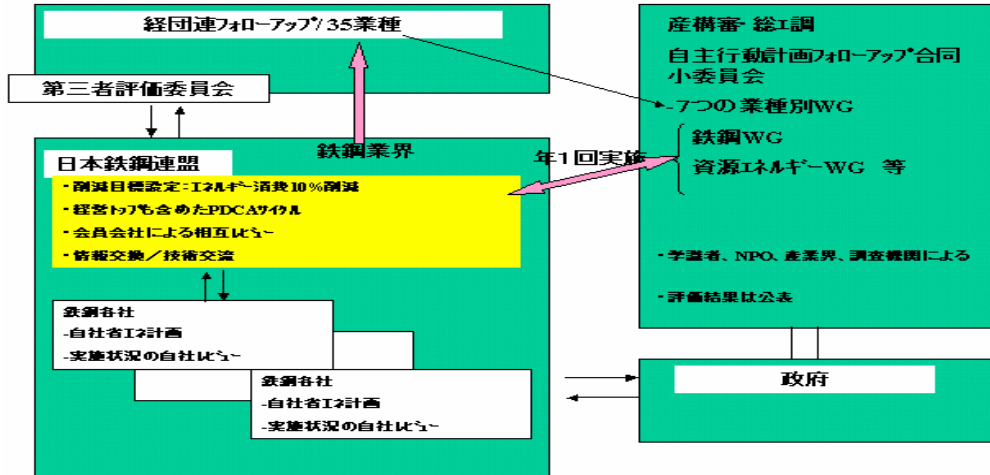 経団連フォローアップ/35業種
第三者評価委員会
鉄鋼業界
日本鉄鋼連盟
・削減目標設定：エネルギー消費10％削減
・経営トップも含めたPDCAサイクル
・会員会社による相互レビュー
・情報交換／技術交流
鉄鋼各社
-自社省エネ計画
-実施状況の自社レビュー
鉄鋼各社
-自社省エネ計画
-実施状況の自社レビュー
年1回実施
産構審・総エ調
自主行動計画フォローアップ合同
小委員会
-7つの業種別WG
鉄鋼WG
資源エネルギーWG 等
・学識者、NPO、産業界、調査機関による
・評価結果は公表
政府